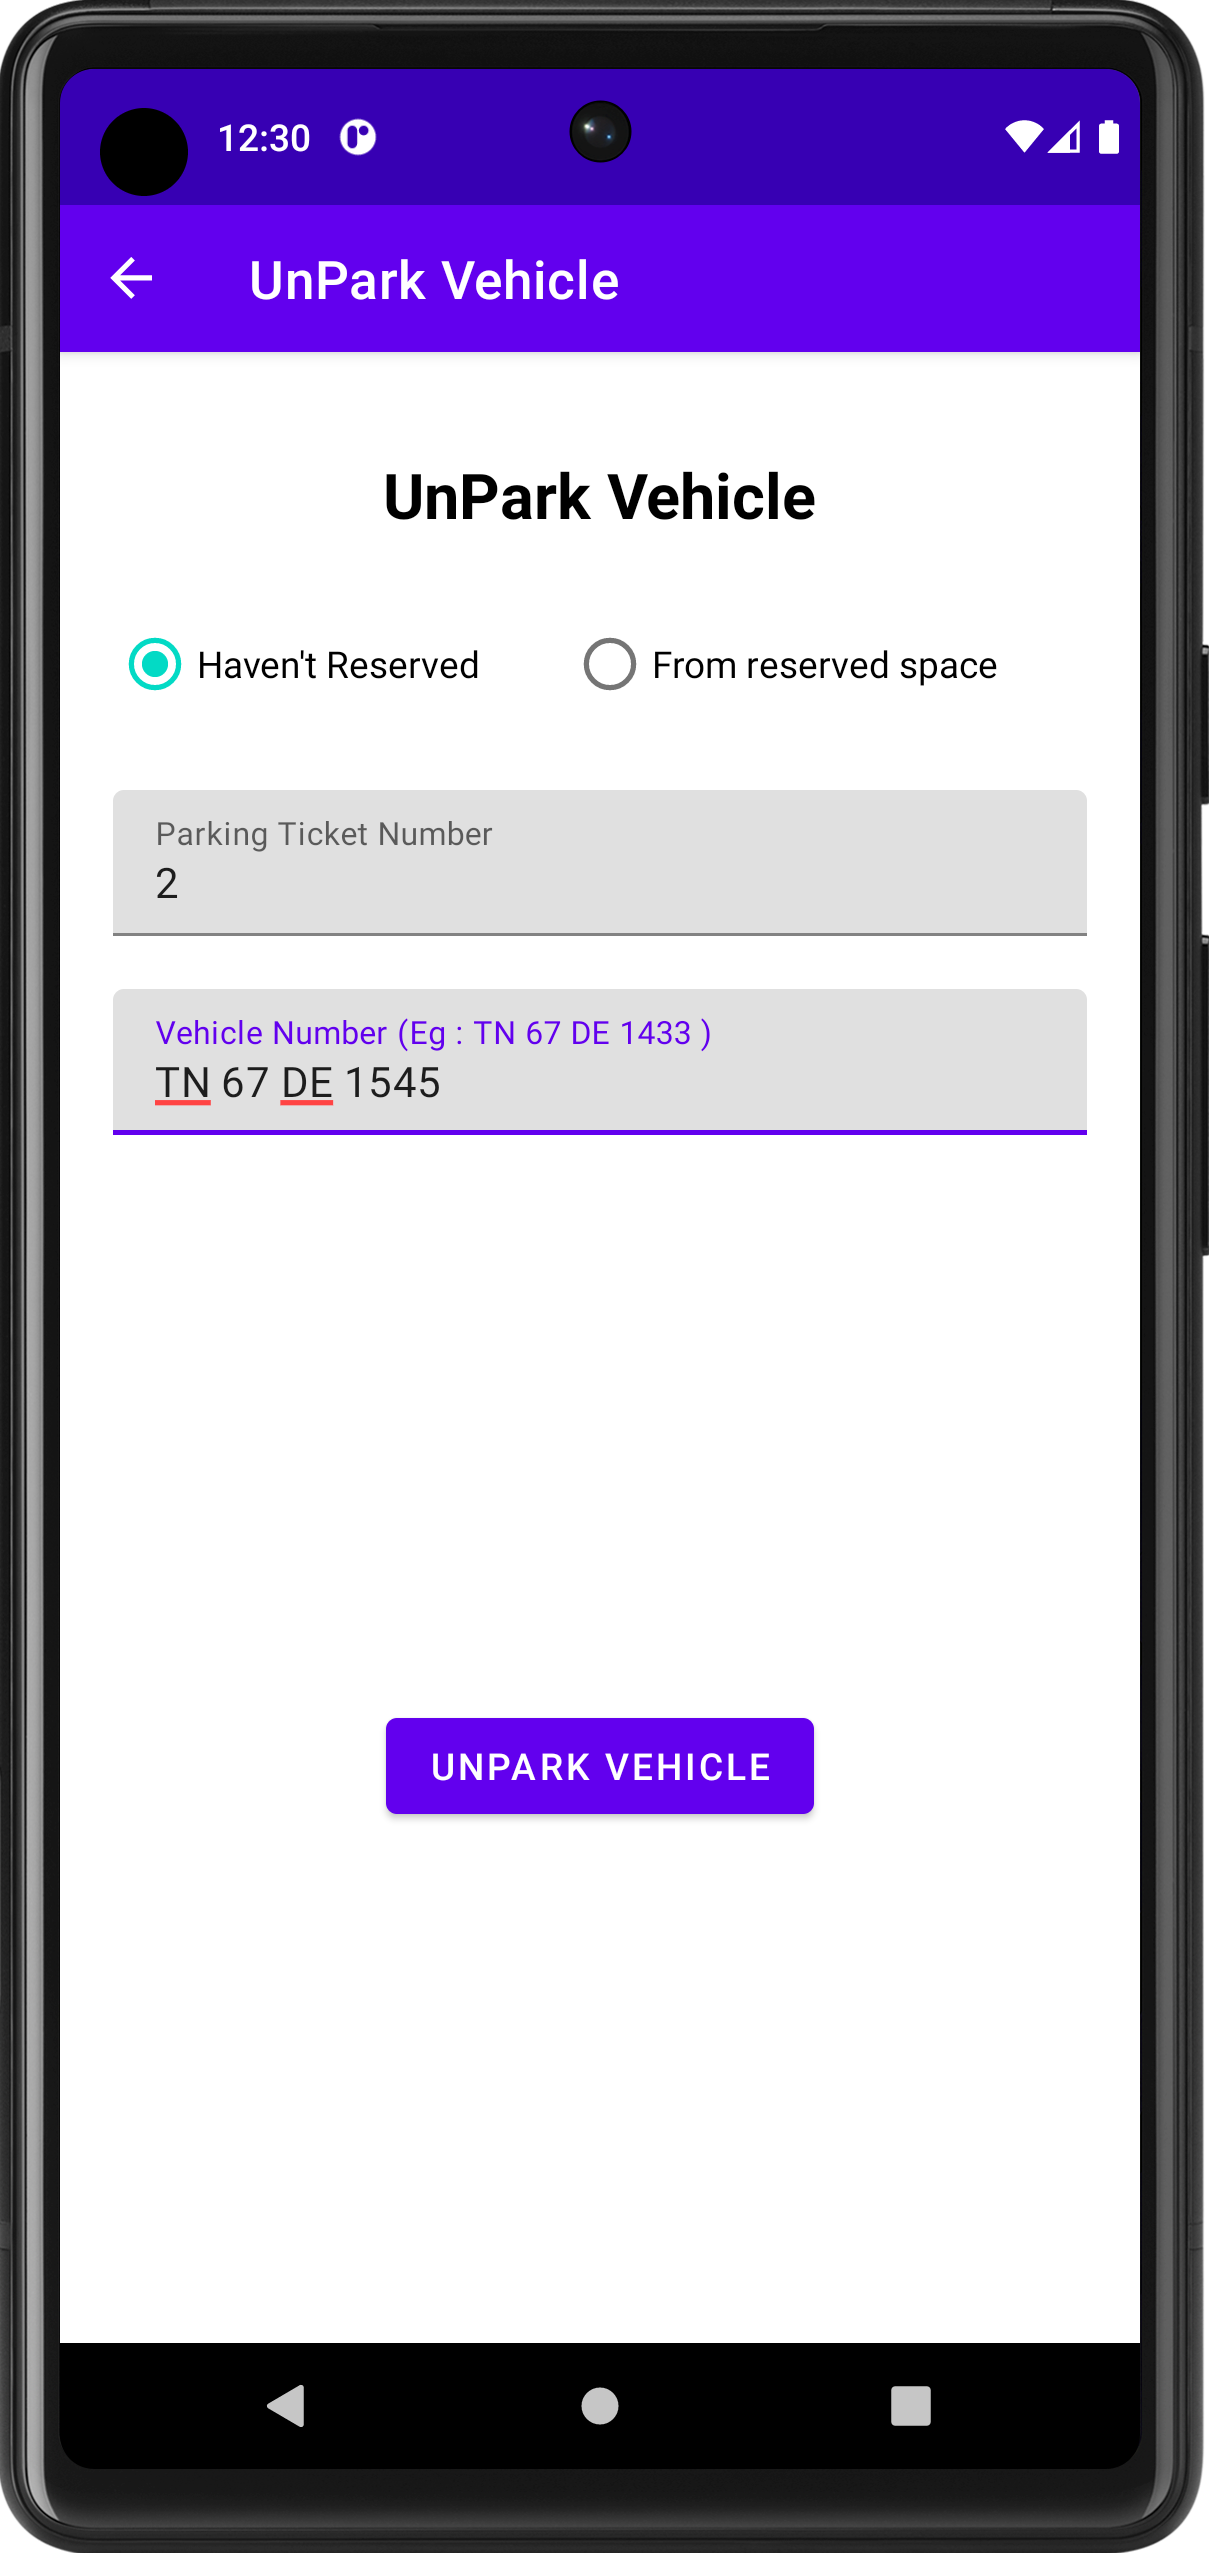 12:30
UnPark Vehicle
UnPark Vehicle
Haven't Reserved From reserved space
Parking Ticket Number
2
Vehicle Number (Eg : TN 67 DE 1433 )
TN 67 DE 1545
UNPARK VEHICLE